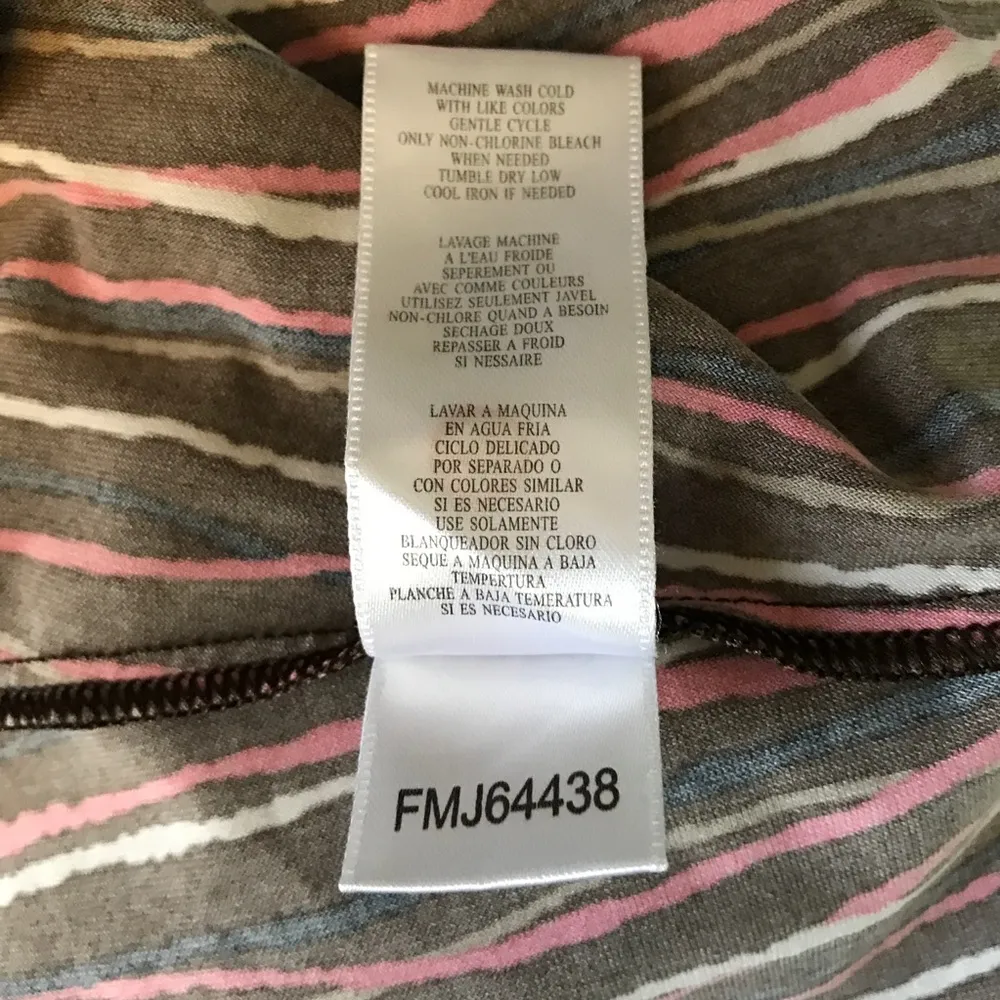 MACHINE WASH COLD
WITH LIKE COLORS
GENTLE CYCLE
ONLY NON-CHLORINE BLEACH
WHEN NEEDED
TUMBLE DRY LOW
COOL IRON IF NEEDED
LAVAGE MACHINE
A L'EAU FROIDE
SEPEREMENT OU
AVEC COMME COULEURS
UTILISEZ SEULEMENT JAVEL
NON-CHLORE QUAND A BESOIN
SECHAGE DOUX
REPASSER A FROID
SI NESSAIRE
LAVAR A MAQUINA
EN AGUA FRIA
CICLO DELICADO
POR SEPARADO O
CON COLORES SIMILAR
SI ES NECESARIO
USE SOLAMENTE
BLANQUEADOR SIN CLORO
SEQUE A MAQUINA A BAJA
TEMPERTURA
PLANCHE A BAJA TEMERATURA
SI ES NECESARIO
FMJ64438